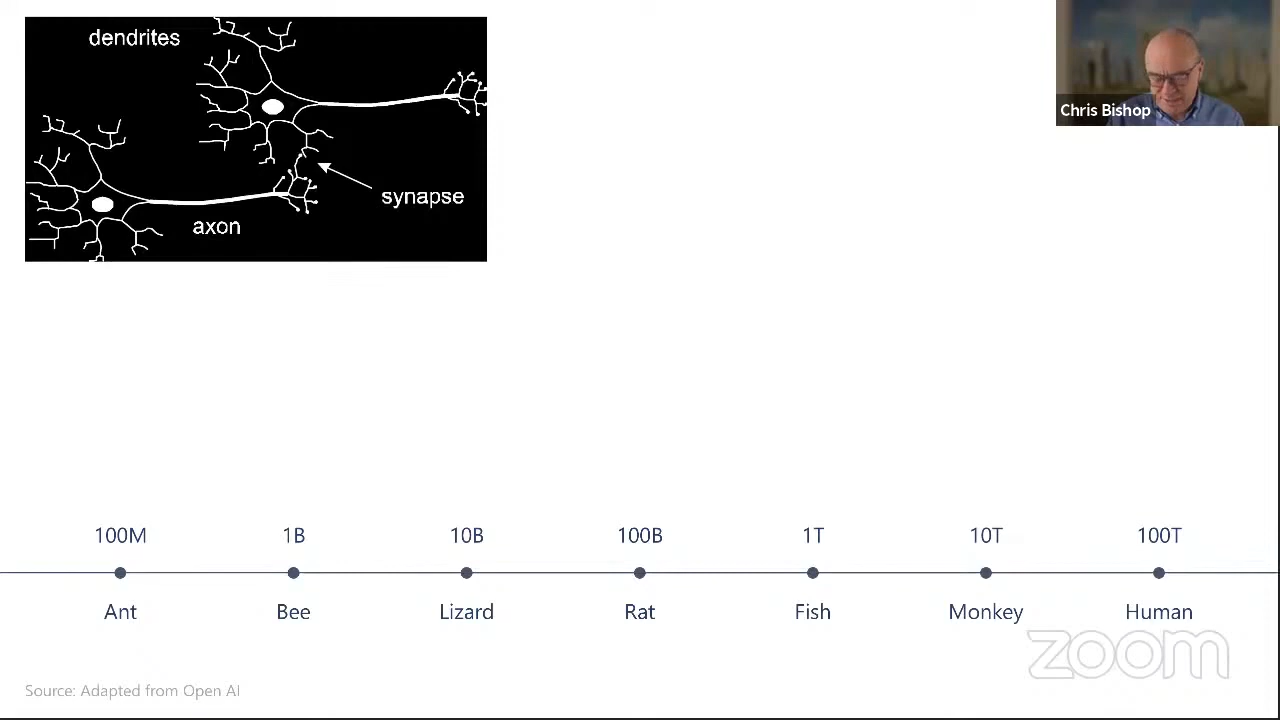 dendrites
synapse
axon
Chris Bishop
100M 1B 10B 100B 1T 10T 100T
Ant Bee Lizard Rat Fish Monkey Human
zoom
Source: Adapted from Open AI